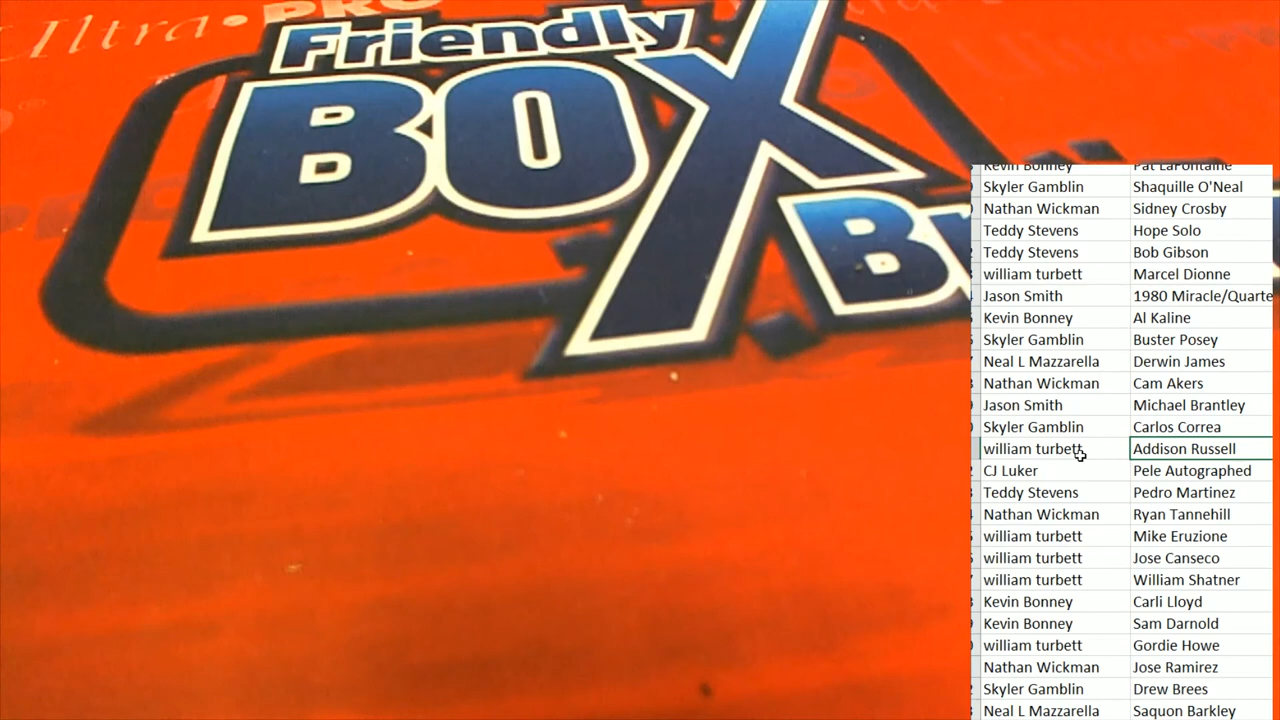 Ultra•PRO
Friendly
BOX
Kevin Bonney Pat LaFontaine
Skyler Gamblin Shaquille O'Neal
Nathan Wickman Sidney Crosby
Teddy Stevens Hope Solo
Teddy Stevens Bob Gibson
william turbett Marcel Dionne
Jason Smith 1980 Miracle/Quarte
Kevin Bonney Al Kaline
Skyler Gamblin Buster Posey
Neal L Mazzarella Derwin James
Nathan Wickman Cam Akers
Jason Smith Michael Brantley
Skyler Gamblin Carlos Correa
william turbett Addison Russell
CJ Luker Pele Autographed
Teddy Stevens Pedro Martinez
Nathan Wickman Ryan Tannehill
william turbett Mike Eruzione
william turbett Jose Canseco
william turbett William Shatner
Kevin Bonney Carli Lloyd
Kevin Bonney Sam Darnold
william turbett Gordie Howe
Nathan Wickman Jose Ramirez
Skyler Gamblin Drew Brees
Neal L Mazzarella Saquon Barkley